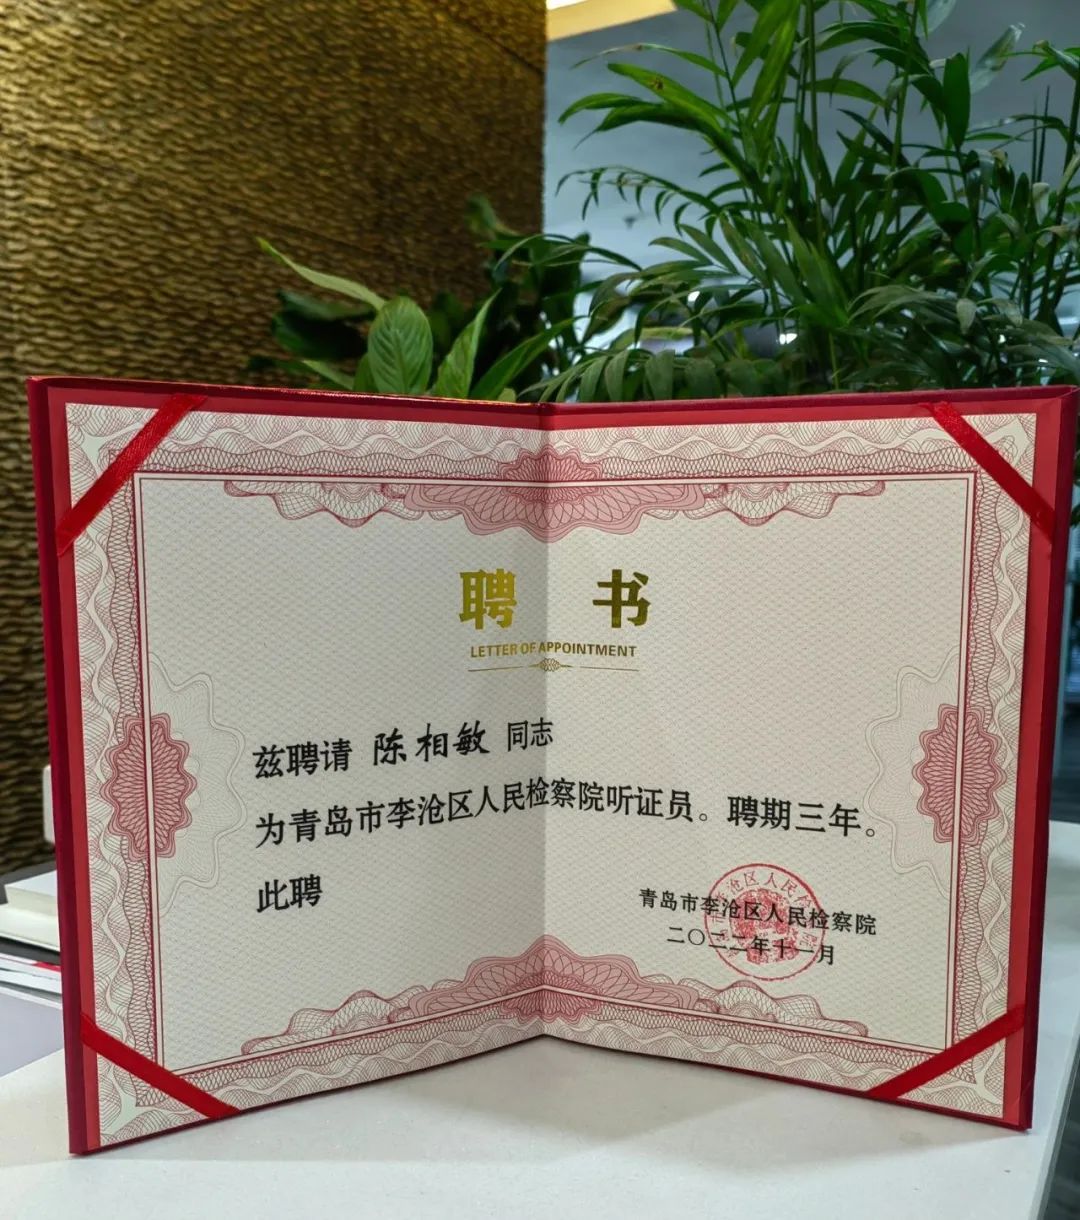 聘 书
LETTER OF APPOINTMENT
兹聘请 陈相敏 同志
为青岛市李沧区人民检察院听证员。聘期三年。
此聘
青岛市李沧区人民检察院
二〇二二年十一月